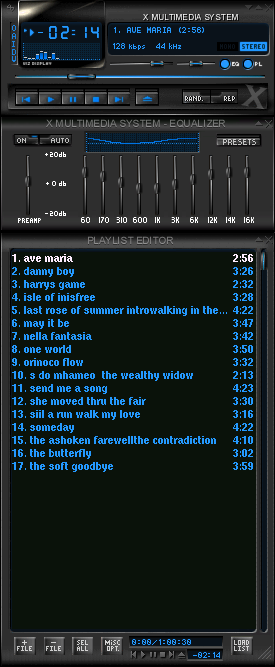 X MULTIMEDIA SYSTEM
-02:14
1. AVE MARIA (2:56)
128 kbps 44 kHz
STEREO
VIZ DISPLAY
EQ
PL
RAND. REP
X
X MULTIMEDIA SYSTEM - EQUALIZER
ON AUTO
PRESETS
+20db
+ 0 db
-20db
PREAMP
60 170 310 600 1K 3K 6K 12K 14K 16K
PLAYLIST EDITOR
1. ave maria 2:56
2. danny boy 3:26
3. harrys game 2:32
4. isle of inisfree 3:28
5. last rose of summer introwalking in the... 4:22
6. may it be 3:47
7. nella fantasia 3:42
8. one world 3:50
9. orinoco flow 3:32
10. s do mhameo the wealthy widow 2:13
11. send me a song 4:23
12. she moved thru the fair 3:30
13. siil a run walk my love 3:16
14. someday 4:22
15. the ashoken farewellthe contradiction 4:10
16. the butterfly 3:02
17. the soft goodbye 3:59
+ FILE
- FILE
SEL ALL
MISC OPT.
0:00/1:00:30
-02:14
LOAD LIST